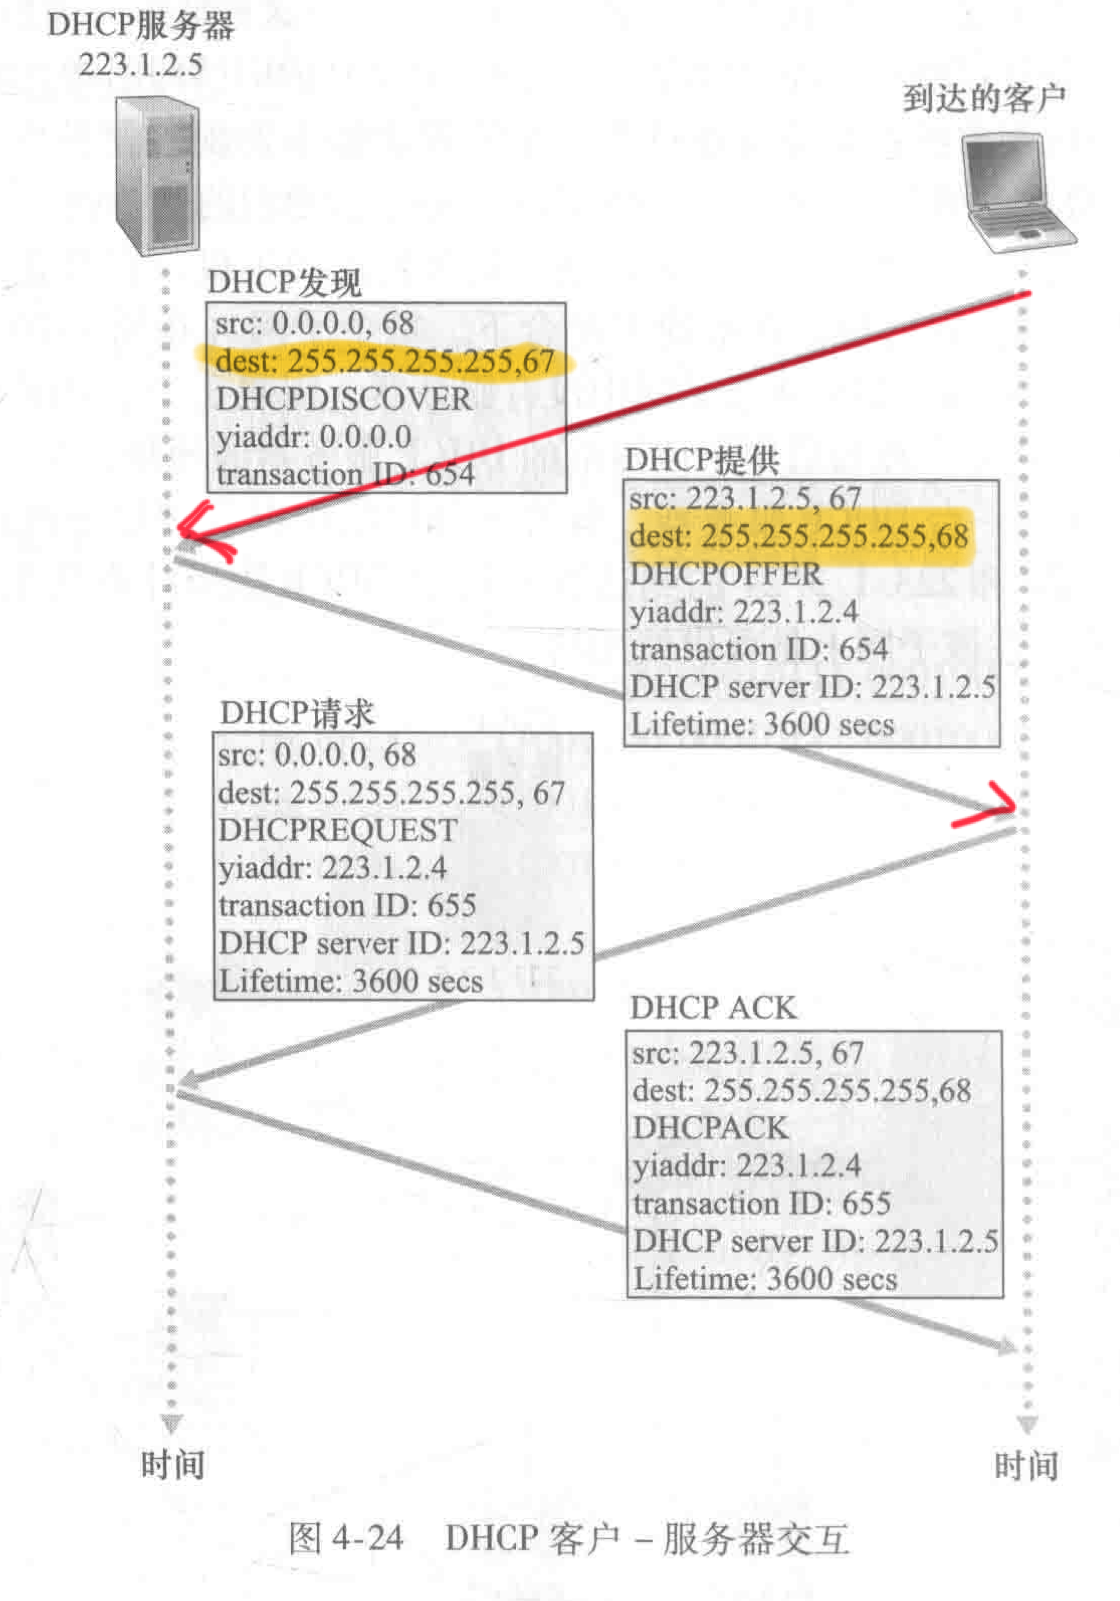 DHCP服务器
223.1.2.5
到达的客户
DHCP发现
src: 0.0.0.0, 68
dest: 255.255.255.255,67
DHCPDISCOVER
yiaddr: 0.0.0.0
transaction ID: 654
DHCP提供
src: 223.1.2.5, 67
dest: 255.255.255.255,68
DHCPOFFER
yiaddr: 223.1.2.4
transaction ID: 654
DHCP server ID: 223.1.2.5
Lifetime: 3600 secs
DHCP请求
src: 0.0.0.0, 68
dest: 255.255.255.255, 67
DHCPREQUEST
yiaddr: 223.1.2.4
transaction ID: 655
DHCP server ID: 223.1.2.5
Lifetime: 3600 secs
DHCP ACK
src: 223.1.2.5, 67
dest: 255.255.255.255,68
DHCPACK
yiaddr: 223.1.2.4
transaction ID: 655
DHCP server ID: 223.1.2.5
Lifetime: 3600 secs
时间
时间
图 4-24 DHCP 客户 – 服务器交互